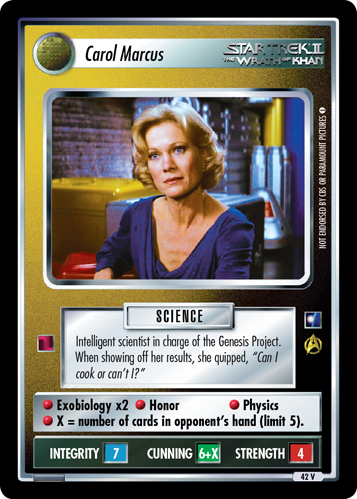 Carol Marcus
STAR TREK II
THE WRATH OF KHAN
NOT ENDORSED BY CBS OR PARAMOUNT PICTURES
SCIENCE
Intelligent scientist in charge of the Genesis Project.
When showing off her results, she quipped, “Can I
cook or can't I?”
• Exobiology x2 • Honor • Physics
• X = number of cards in opponent's hand (limit 5).
INTEGRITY 7 CUNNING 6+X STRENGTH 4
42 V